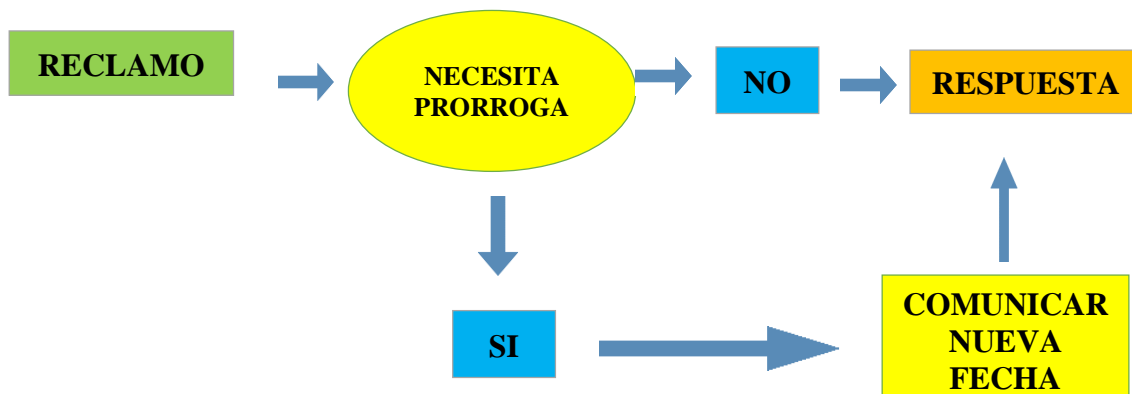 RECLAMO
NECESITA
PRORROGA
NO
RESPUESTA
SI
COMUNICAR
NUEVA
FECHA